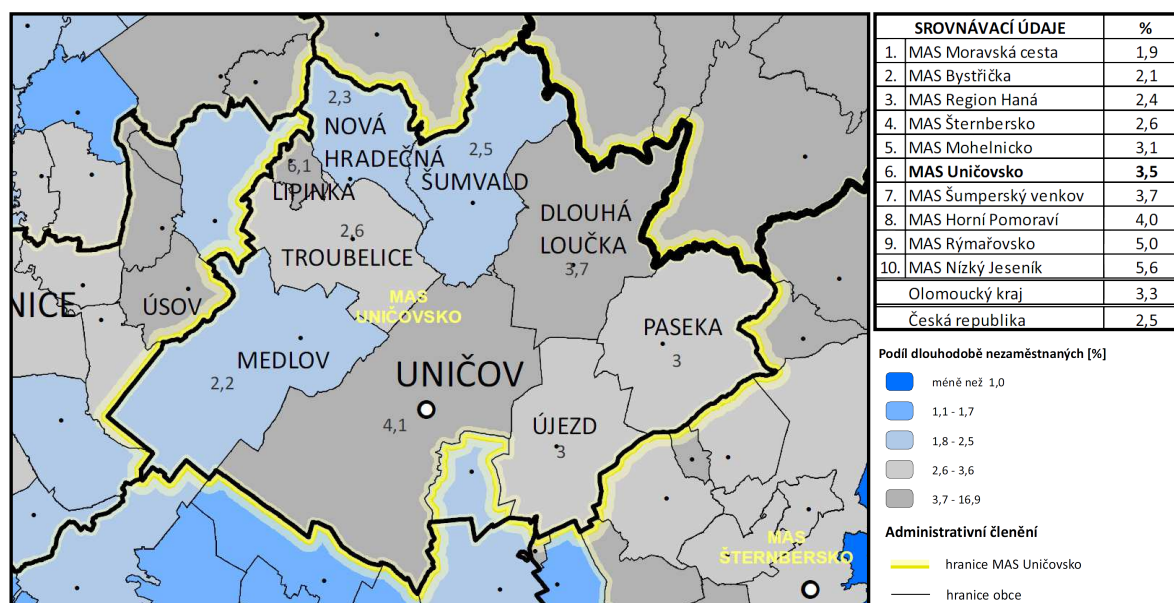 2,3
NOVÁ
HRADEČNÁ
6,1
LIPINKA
2,5
ŠUMVALD
2,6
TROUBELICE
DLOUHÁ
LOUČKA
3,7
NICE
ÚSOV
MAS
UNIČOVSKO
PASEKA
3
MEDLOV
2,2
UNIČOV
4,1
ÚJEZD
3
MAS
ŠTERNBERSKO
SROVNÁVACÍ ÚDAJE %
1. MAS Moravská cesta 1,9
2. MAS Bystřička 2,1
3. MAS Region Haná 2,4
4. MAS Šternbersko 2,6
5. MAS Mohelnicko 3,1
6. MAS Uničovsko 3,5
7. MAS Šumperský venkov 3,7
8. MAS Horní Pomoraví 4,0
9. MAS Rýmařovsko 5,0
10. MAS Nízký Jeseník 5,6
Olomoucký kraj 3,3
Česká republika 2,5
Podíl dlouhodobě nezaměstnaných [%]
méně než 1,0
1,1 - 1,7
1,8 - 2,5
2,6 - 3,6
3,7 - 16,9
Administrativní členění
hranice MAS Uničovsko
hranice obce